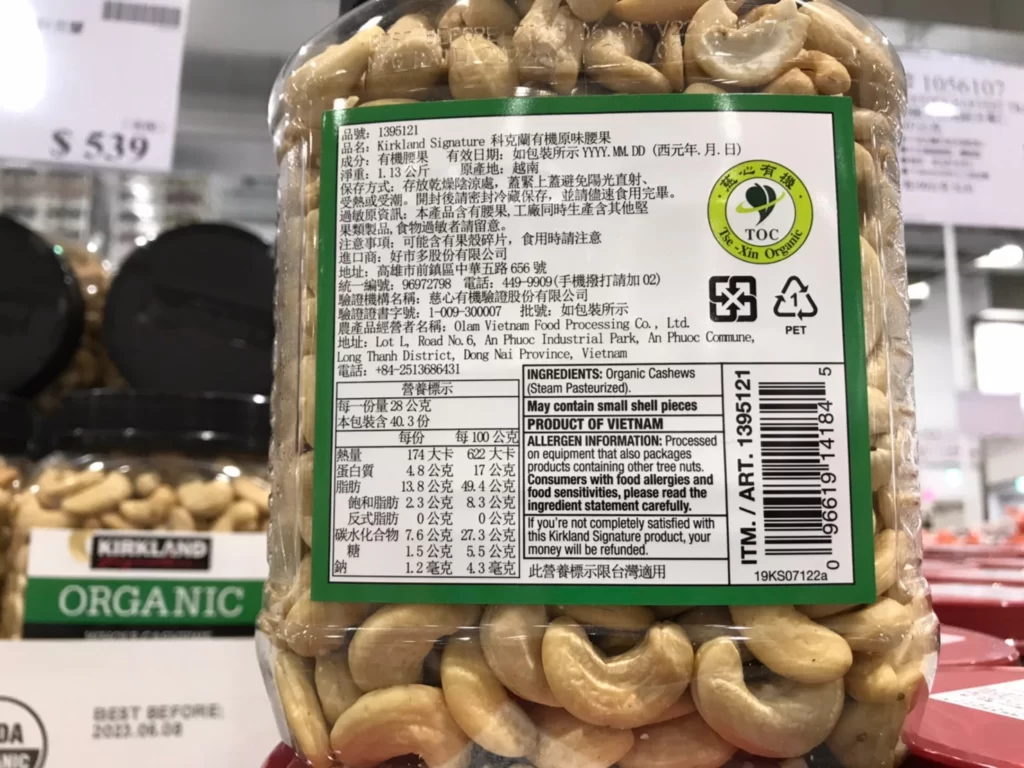 $ 539
1056107
品號: 1395121
品名: Kirkland Signature 科克蘭有機原味腰果
成分: 有機腰果 有效日期: 如包裝所示 YYYY. MM. DD (西元年. 月. 日)
淨重: 1.13 公斤 原產地: 越南
保存方式: 存放乾燥陰涼處, 蓋緊上蓋避免陽光直射、
受熱或受潮。開封後請密封冷藏保存, 並請儘速食用完畢。
過敏原資訊: 本產品含有腰果, 工廠同時生產含其他堅
果類製品, 食物過敏者請留意。
注意事項: 可能含有果殼碎片, 食用時請注意
進口商: 好市多股份有限公司
地址: 高雄市前鎮區中華五路 656 號
統一編號: 96972798 電話: 449-9909(手機撥打請加 02)
驗證機構名稱: 慈心有機驗證股份有限公司
驗證證書字號: 1-009-300007 批號: 如包裝所示
農產品經營者名稱: Olam Vietnam Food Processing Co., Ltd.
地址: Lot L, Road No. 6, An Phuoc Industrial Park, An Phuoc Commune,
Long Thanh District, Dong Nai Province, Vietnam
電話: +84-2513686431
慈心有機
TOC
Tse-Xin Organic
1
PET
營養標示
每一份量 28 公克
本包裝含 40.3 份
每份 每 100 公克
熱量 174 大卡 622 大卡
蛋白質 4.8 公克 17 公克
脂肪 13.8 公克 49.4 公克
飽和脂肪 2.3 公克 8.3 公克
反式脂肪 0 公克 0 公克
碳水化合物 7.6 公克 27.3 公克
糖 1.5 公克 5.5 公克
鈉 1.2 毫克 4.3 毫克
INGREDIENTS: Organic Cashews
(Steam Pasteurized).
May contain small shell pieces
PRODUCT OF VIETNAM
ALLERGEN INFORMATION: Processed
on equipment that also packages
products containing other tree nuts.
Consumers with food allergies and
food sensitivities, please read the
ingredient statement carefully.
If you're not completely satisfied with
this Kirkland Signature product, your
money will be refunded.
此營養標示限台灣適用
ITM. / ART. 1395121
0 96619 14184 5
19KS07122a
KIRKLAND
ORGANIC
BEST BEFORE:
2023.06.08